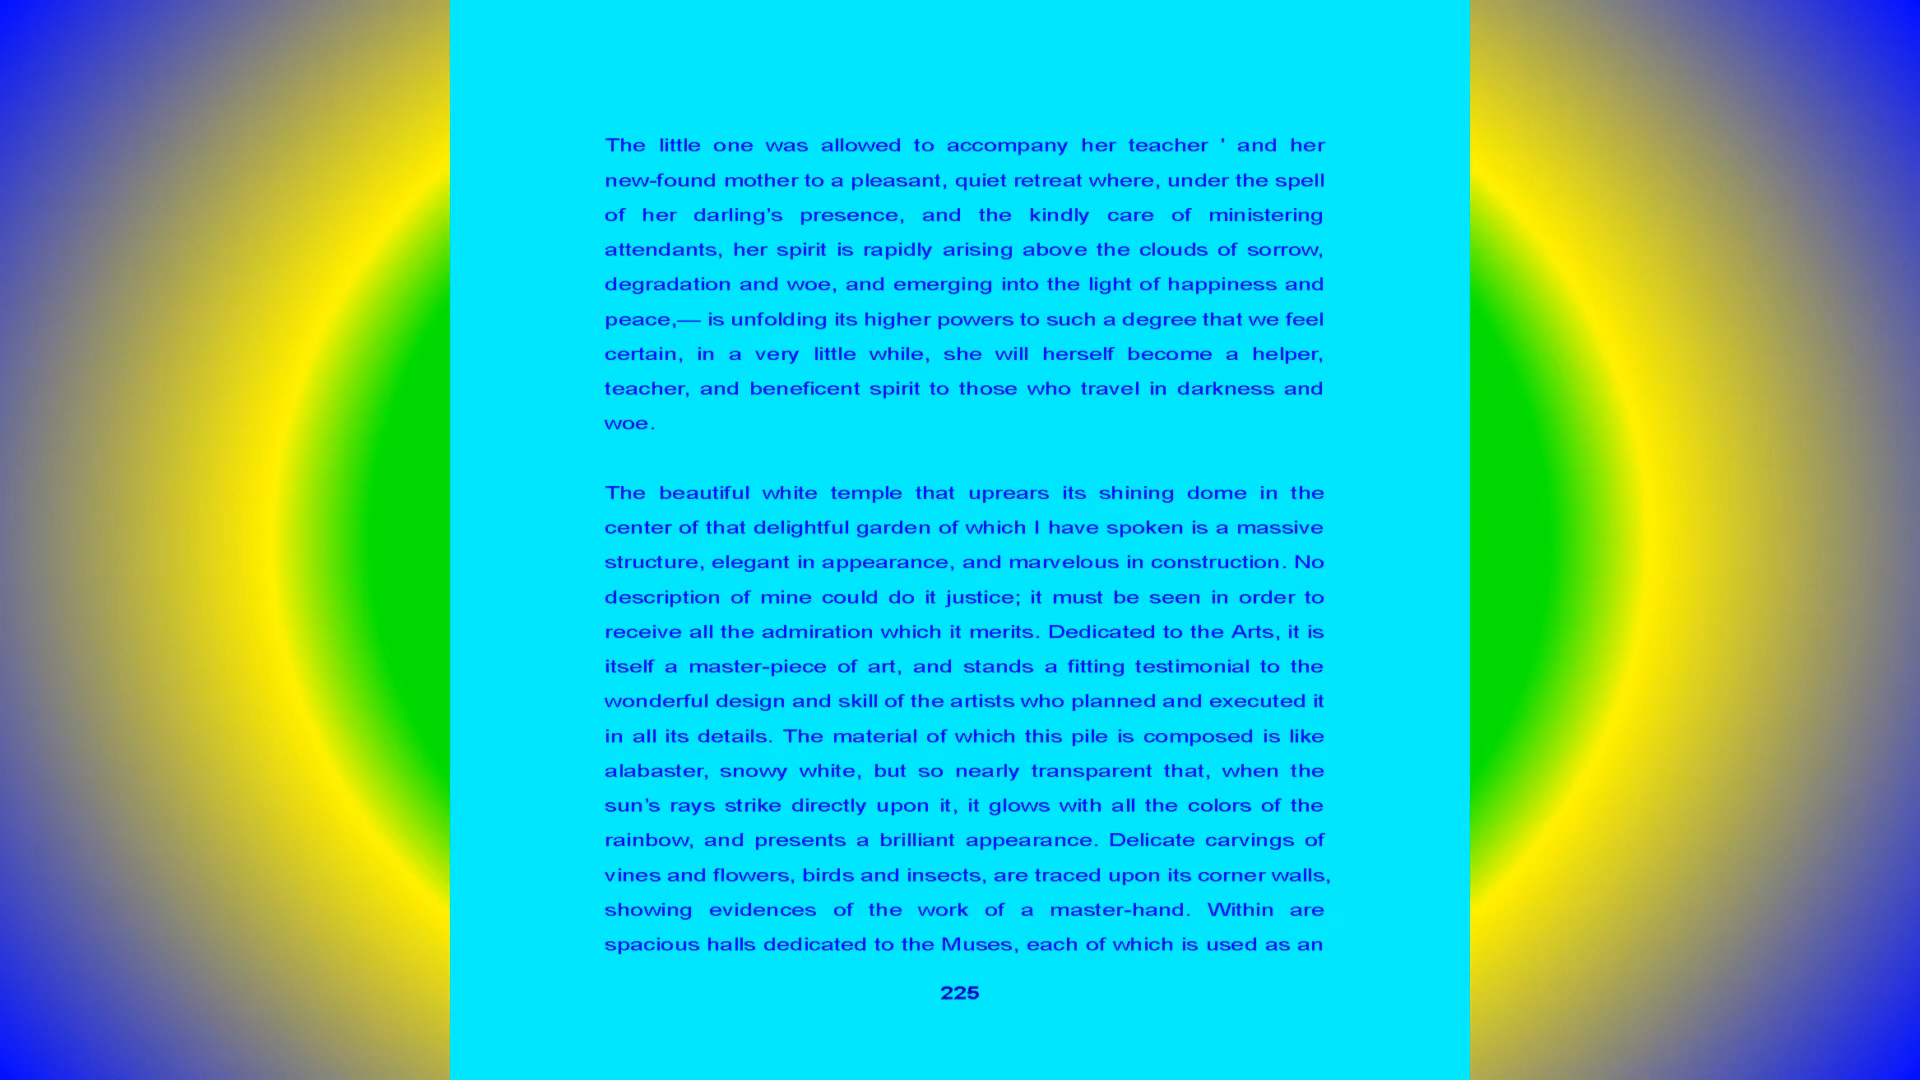 The little one was allowed to accompany her teacher ' and her
new-found mother to a pleasant, quiet retreat where, under the spell
of her darling's presence, and the kindly care of ministering
attendants, her spirit is rapidly arising above the clouds of sorrow,
degradation and woe, and emerging into the light of happiness and
peace,— is unfolding its higher powers to such a degree that we feel
certain, in a very little while, she will herself become a helper,
teacher, and beneficent spirit to those who travel in darkness and
woe.
The beautiful white temple that uprears its shining dome in the
center of that delightful garden of which I have spoken is a massive
structure, elegant in appearance, and marvelous in construction. No
description of mine could do it justice; it must be seen in order to
receive all the admiration which it merits. Dedicated to the Arts, it is
itself a master-piece of art, and stands a fitting testimonial to the
wonderful design and skill of the artists who planned and executed it
in all its details. The material of which this pile is composed is like
alabaster, snowy white, but so nearly transparent that, when the
sun's rays strike directly upon it, it glows with all the colors of the
rainbow, and presents a brilliant appearance. Delicate carvings of
vines and flowers, birds and insects, are traced upon its corner walls,
showing evidences of the work of a master-hand. Within are
spacious halls dedicated to the Muses, each of which is used as an
225